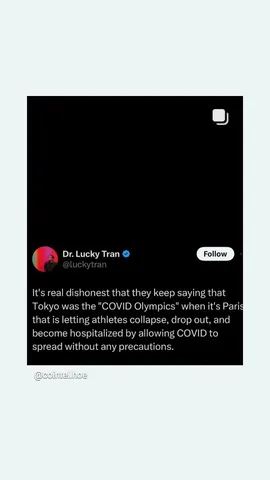 Dr. Lucky Tran
Follow
@luckytran
It's real dishonest that they keep saying that
Tokyo was the "COVID Olympics" when it's Paris
that is letting athletes collapse, drop out, and
become hospitalized by allowing COVID to
spread without any precautions.
@cointel.hoe